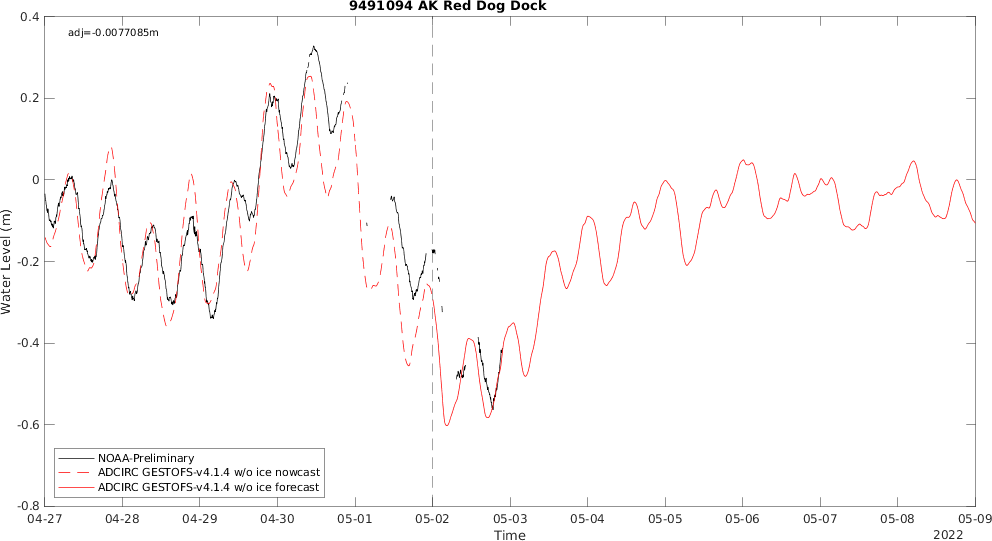 9491094 AK Red Dog Dock
adj=-0.0077085m
0.4
0.2
0
-0.2
-0.4
-0.6
-0.8
Water Level (m)
NOAA-Preliminary
ADCIRC GESTOFS-v4.1.4 w/o ice nowcast
ADCIRC GESTOFS-v4.1.4 w/o ice forecast
04-27 04-28 04-29 04-30 05-01 05-02 05-03 05-04 05-05 05-06 05-07 05-08 05-09
Time
2022